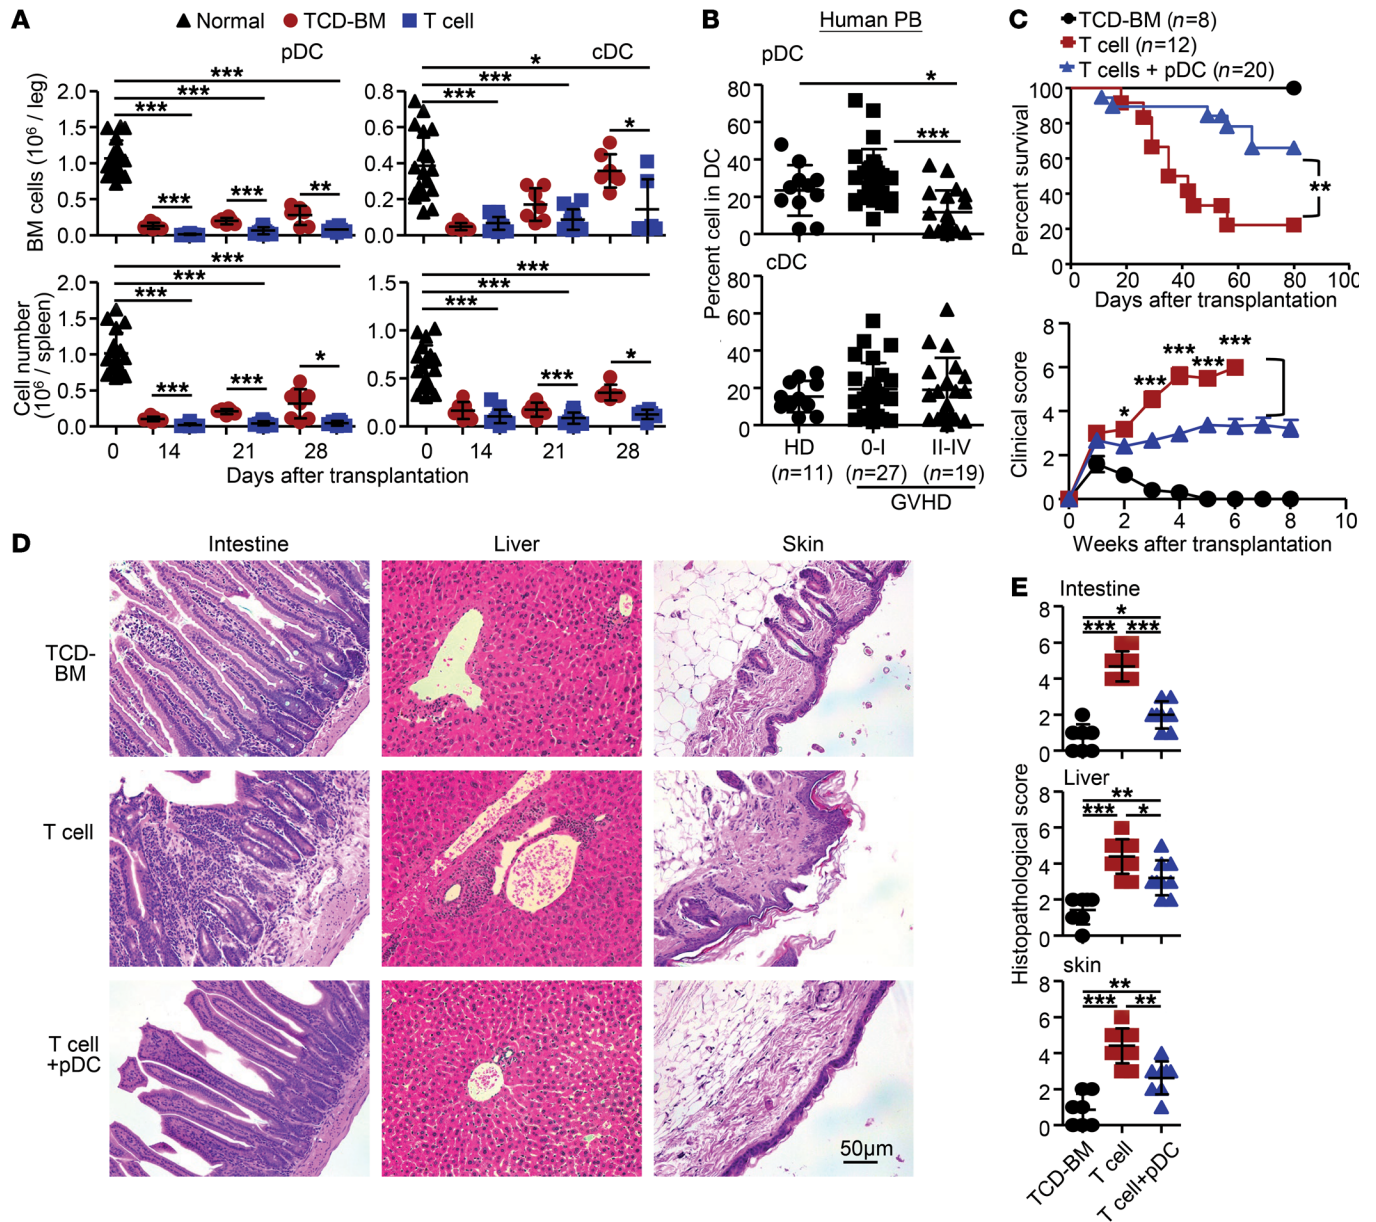 A
Normal
TCD-BM
T cell
pDC
cDC
BM cells (10⁶ / leg)
2.0
1.5
1.0
0.5
0.0
***
***
***
***
***
**
0.8
0.6
0.4
0.2
0.0
*
***
***
*
Cell number
(10⁶ / spleen)
2.0
1.5
1.0
0.5
0.0
***
***
***
***
***
*
1.5
1.0
0.5
0.0
***
***
***
***
*
0
14
21
28
0
14
21
28
Days after transplantation
B
Human PB
pDC
Percent cell in DC
80
60
40
20
0
*
***
cDC
80
60
40
20
0
HD
(n=11)
0-I
(n=27)
II-IV
(n=19)
GVHD
C
TCD-BM (n=8)
T cell (n=12)
T cells + pDC (n=20)
Percent survival
100
80
60
40
20
0
**
0
20
40
60
80
100
Days after transplantation
Clinical score
8
6
4
2
0
*
***
***
***
***
0
2
4
6
8
10
Weeks after transplantation
D
Intestine
Liver
Skin
TCD-
BM
T cell
T cell
+pDC
50µm
E
Histopathological score
Intestine
8
6
4
2
0
*
***
***
Liver
8
6
4
2
0
**
***
*
skin
8
6
4
2
0
**
***
**
TCD-BM
T cell
T cell+pDC